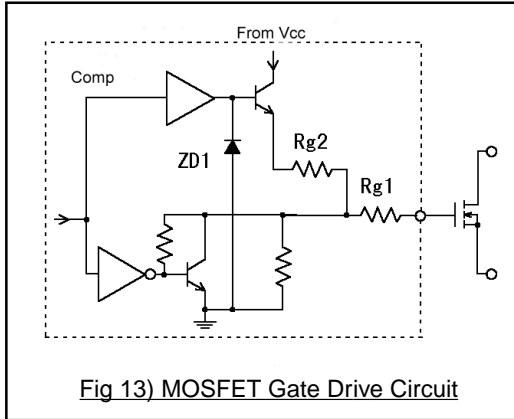 From Vcc
Comp
Rg2
ZD1
Rg1
Fig 13) MOSFET Gate Drive Circuit